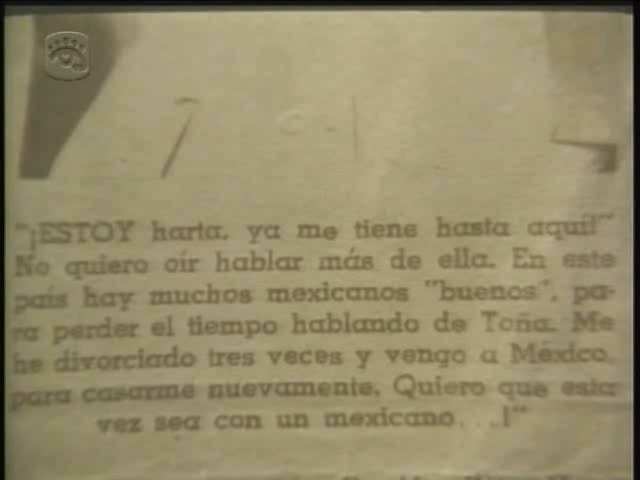 "¡ESTOY harta, ya me tiene hasta aquí!"
No quiero oír hablar más de ella. En este
país hay muchos mexicanos "buenos", pa-
ra perder el tiempo hablando de Toña. Me
he divorciado tres veces y vengo a México,
para casarme nuevamente, Quiero que esta
vez sea con un mexicano. . .!"